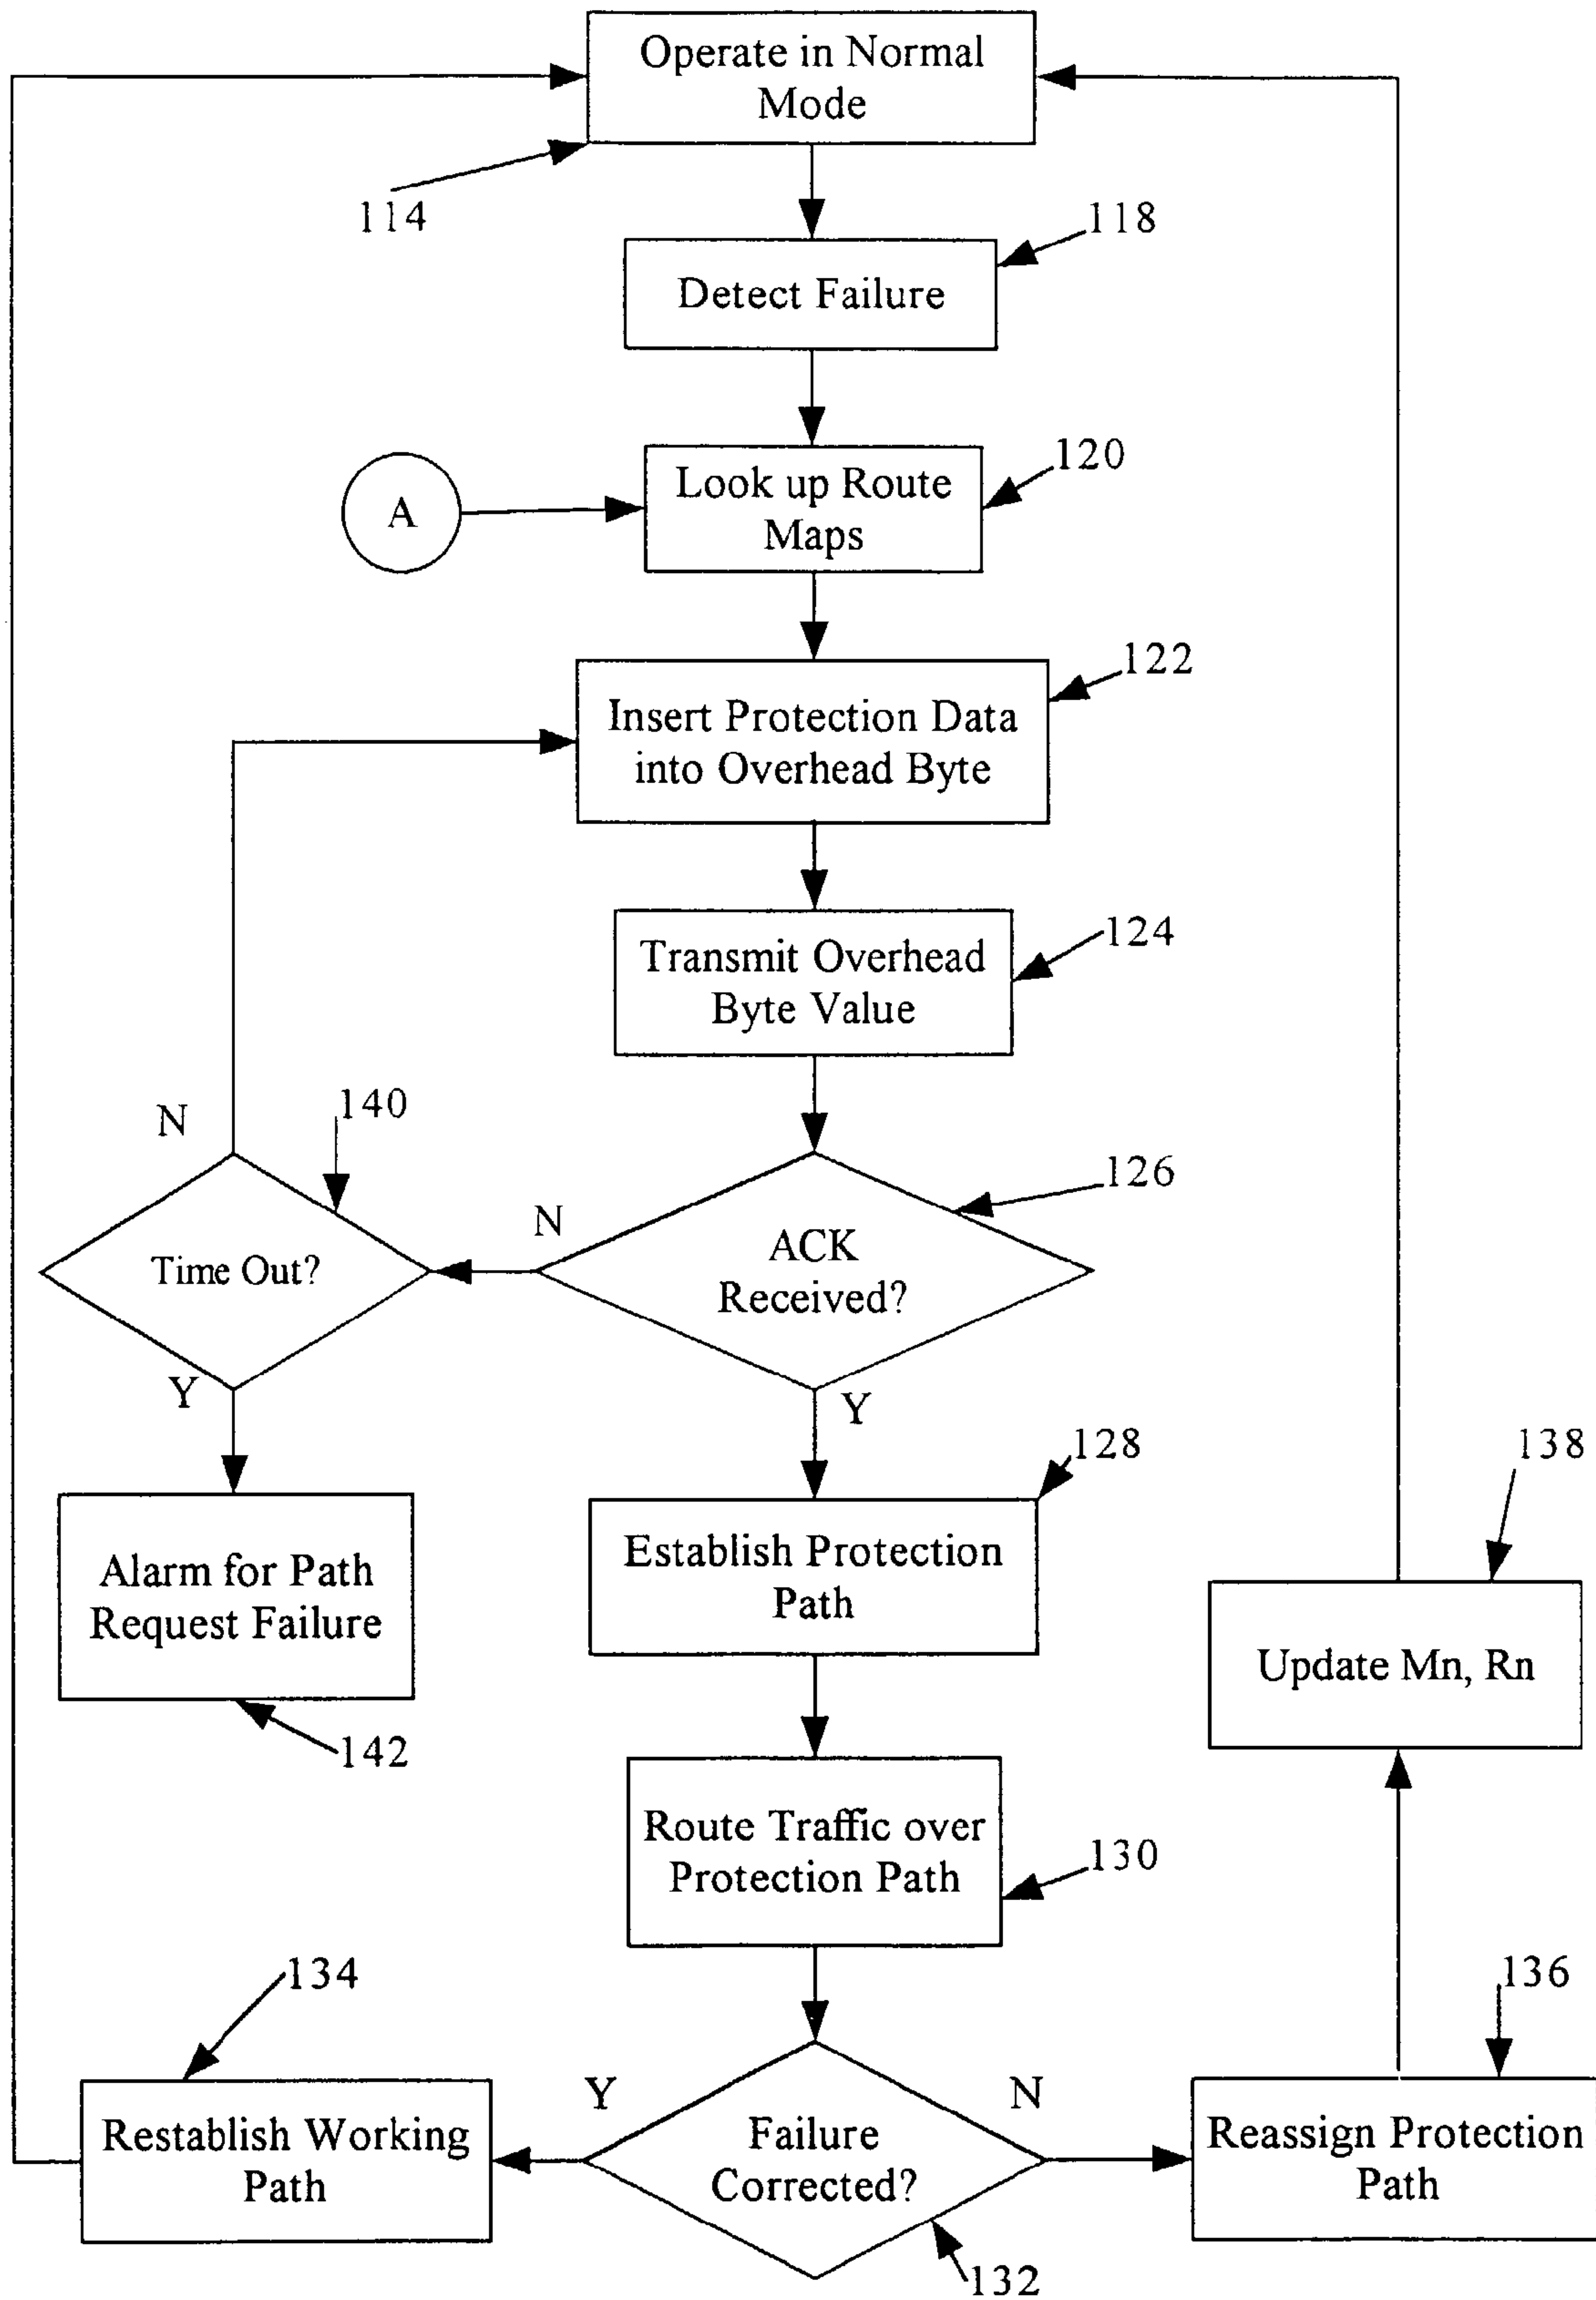 Operate in Normal
Mode
114
118
Detect Failure
120
Look up Route
Maps
A
122
Insert Protection Data
into Overhead Byte
124
Transmit Overhead
Byte Value
N
140
126
N
Time Out?
ACK
Received?
Y
Y
128
138
Alarm for Path
Request Failure
Establish Protection
Path
Update Mn, Rn
142
Route Traffic over
Protection Path
130
134
136
Y
N
Restablish Working
Path
Failure
Corrected?
Reassign Protection
Path
132